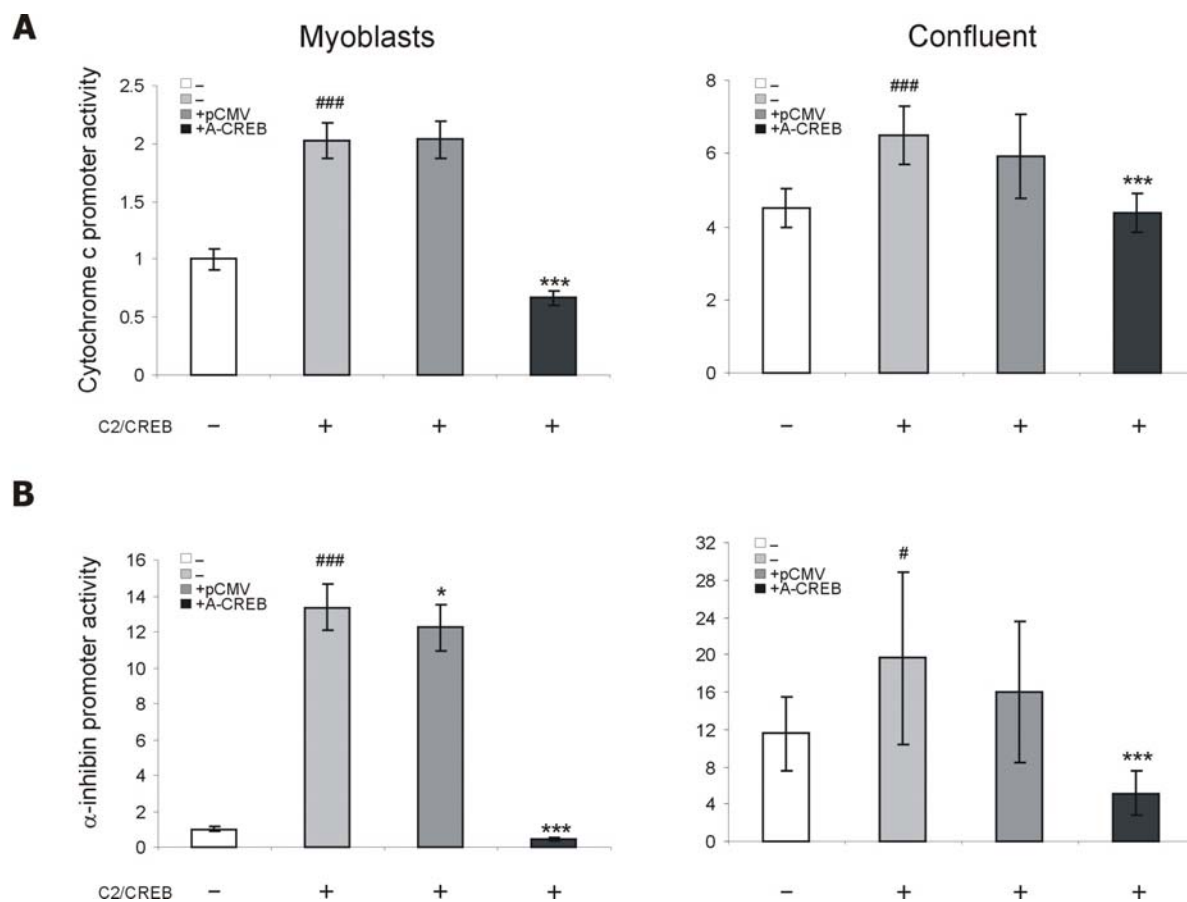 A
Myoblasts
Confluent
Cytochrome c promoter activity
2.5
2
1.5
1
0.5
0
–
–
+pCMV
+A-CREB
###
***
8
6
4
2
0
–
–
+pCMV
+A-CREB
###
***
C2/CREB – + + +
– + + +
B
α-inhibin promoter activity
16
14
12
10
8
6
4
2
0
–
–
+pCMV
+A-CREB
###
*
***
32
28
24
20
16
12
8
4
0
–
–
+pCMV
+A-CREB
#
***
C2/CREB – + + +
– + + +